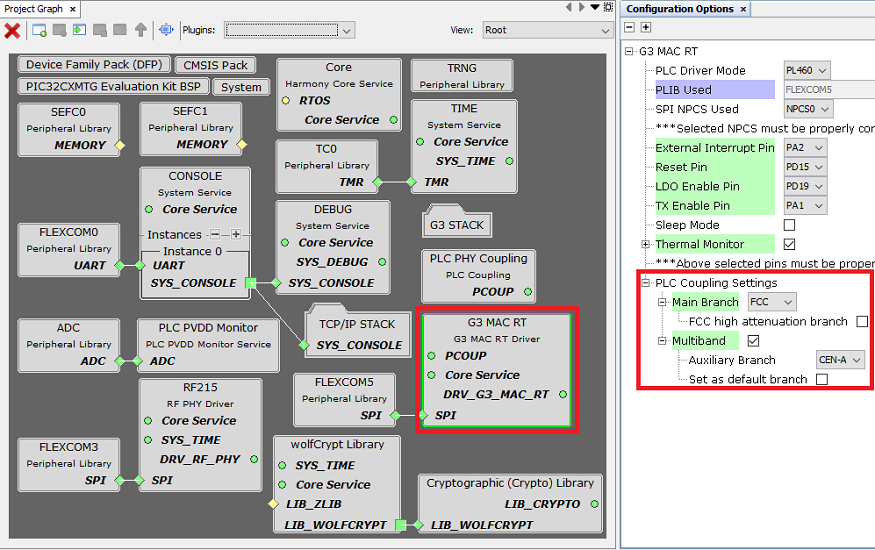 Project Graph ×
Plugins:
View: Root
Device Family Pack (DFP)
CMSIS Pack
PIC32CXMTG Evaluation Kit BSP
System
Core
Harmony Core Service
RTOS
Core Service
TRNG
Peripheral Library
SEFC0
Peripheral Library
MEMORY
SEFC1
Peripheral Library
MEMORY
TIME
System Service
Core Service
SYS_TIME
TMR
TC0
Peripheral Library
TMR
CONSOLE
System Service
Core Service
Instances
Instance 0
UART
SYS_CONSOLE
DEBUG
System Service
Core Service
SYS_DEBUG
SYS_CONSOLE
G3 STACK
FLEXCOM0
Peripheral Library
UART
PLC PHY Coupling
PLC Coupling
PCOUP
TCP/IP STACK
SYS_CONSOLE
G3 MAC RT
G3 MAC RT Driver
PCOUP
Core Service
DRV_G3_MAC_RT
SPI
ADC
Peripheral Library
ADC
PLC PVDD Monitor
PLC PVDD Monitor Service
ADC
FLEXCOM5
Peripheral Library
SPI
RF215
RF PHY Driver
Core Service
SYS_TIME
DRV_RF_PHY
SPI
FLEXCOM3
Peripheral Library
SPI
wolfCrypt Library
SYS_TIME
Core Service
LIB_ZLIB
LIB_WOLFCRYPT
Cryptographic (Crypto) Library
LIB_CRYPTO
LIB_WOLFCRYPT
Configuration Options ×
G3 MAC RT
PLC Driver Mode PL460
PLIB Used FLEXCOM5
SPI NPCS Used NPCS0
***Selected NPCS must be properly con
External Interrupt Pin PA2
Reset Pin PD15
LDO Enable Pin PD19
TX Enable Pin PA1
Sleep Mode
Thermal Monitor
***Above selected pins must be proper
PLC Coupling Settings
Main Branch FCC
FCC high attenuation branch
Multiband
Auxiliary Branch CEN-A
Set as default branch